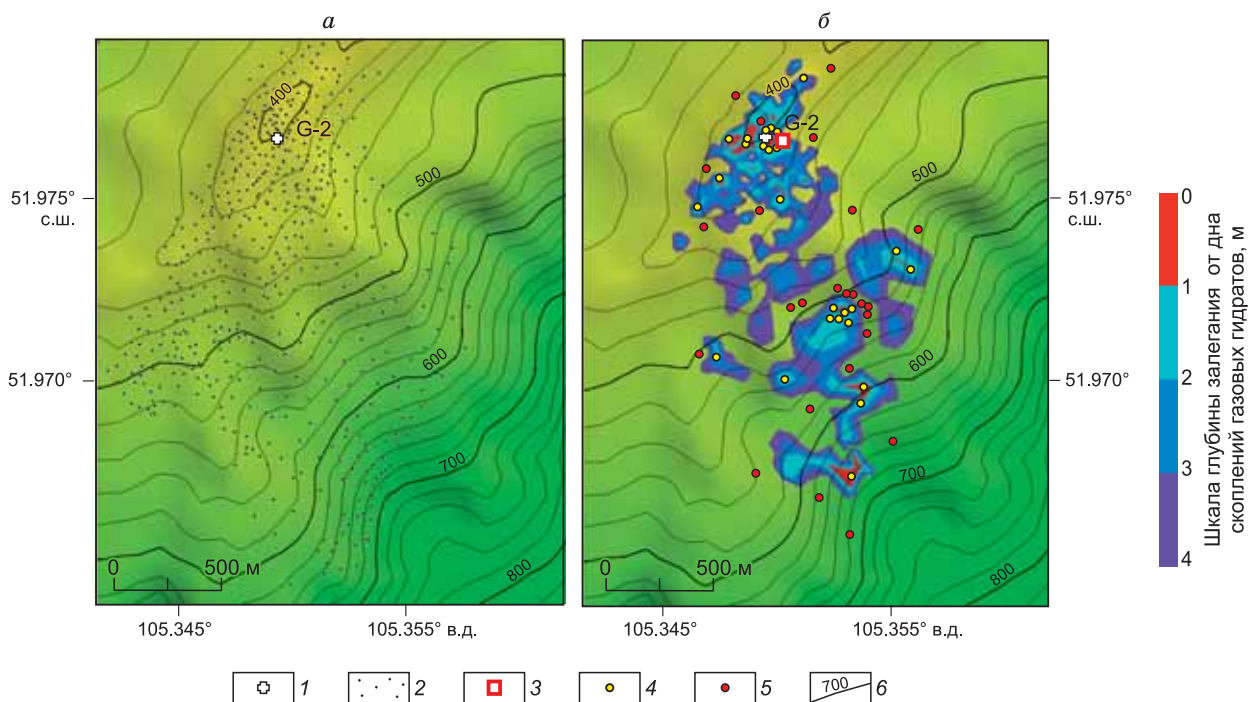 а
б
400
G-2
500
600
700
800
0
500 м
51.975°
с.ш.
51.970°
105.345°
105.355° в.д.
400
G-2
500
600
700
800
0
500 м
51.975°
с.ш.
51.970°
105.345°
105.355° в.д.
0
1
2
3
4
Шкала глубины залегания от дна
скоплений газовых гидратов, м
1
2
3
4
5
700
6